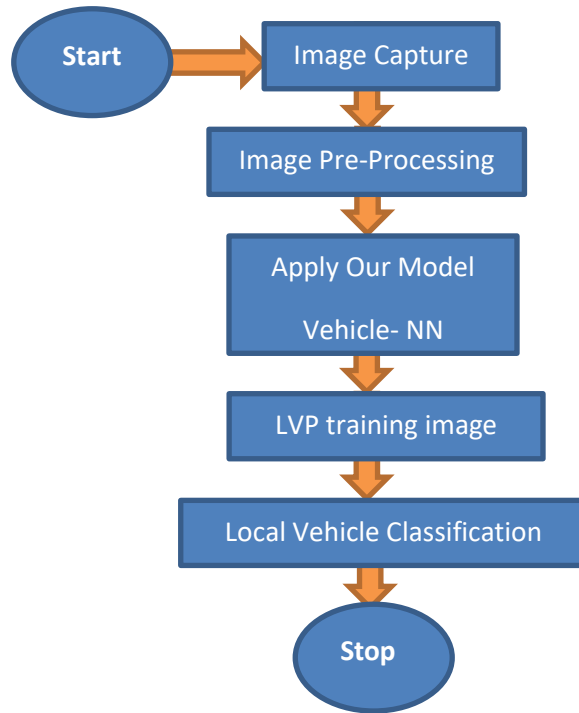 Start
Image Capture
Image Pre-Processing
Apply Our Model
Vehicle- NN
LVP training image
Local Vehicle Classification
Stop